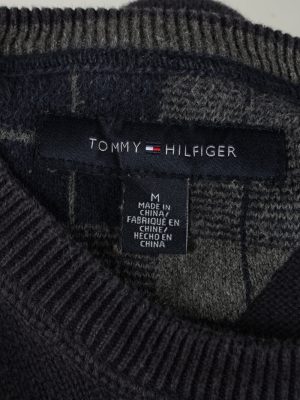 TOMMY HILFIGER
M
MADE IN
CHINA/
FABRIQUÉ EN
CHINE/
HECHO EN
CHINA